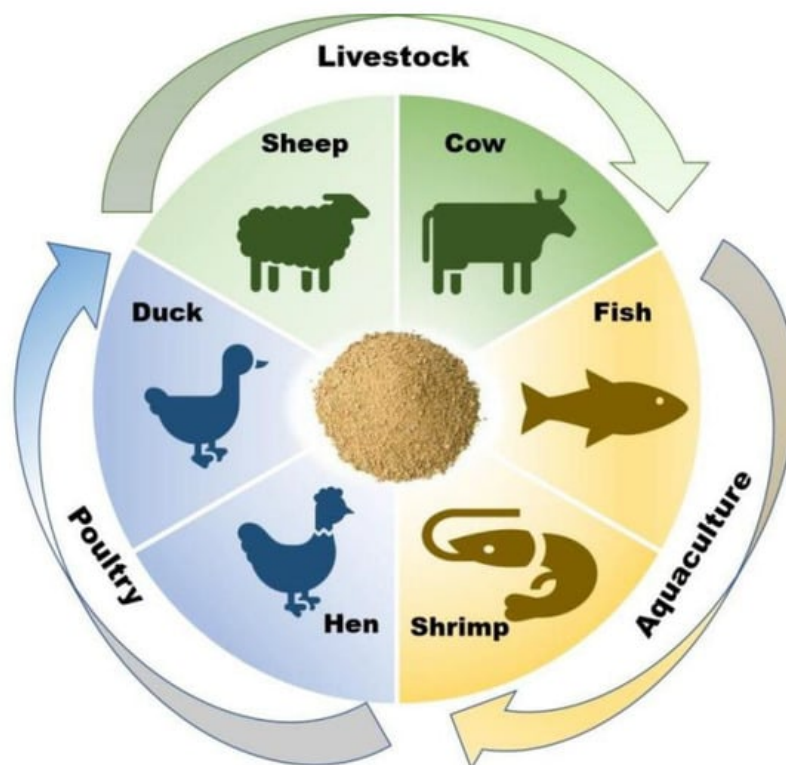 Livestock
Sheep
Cow
Duck
Fish
Poultry
Aquaculture
Hen
Shrimp